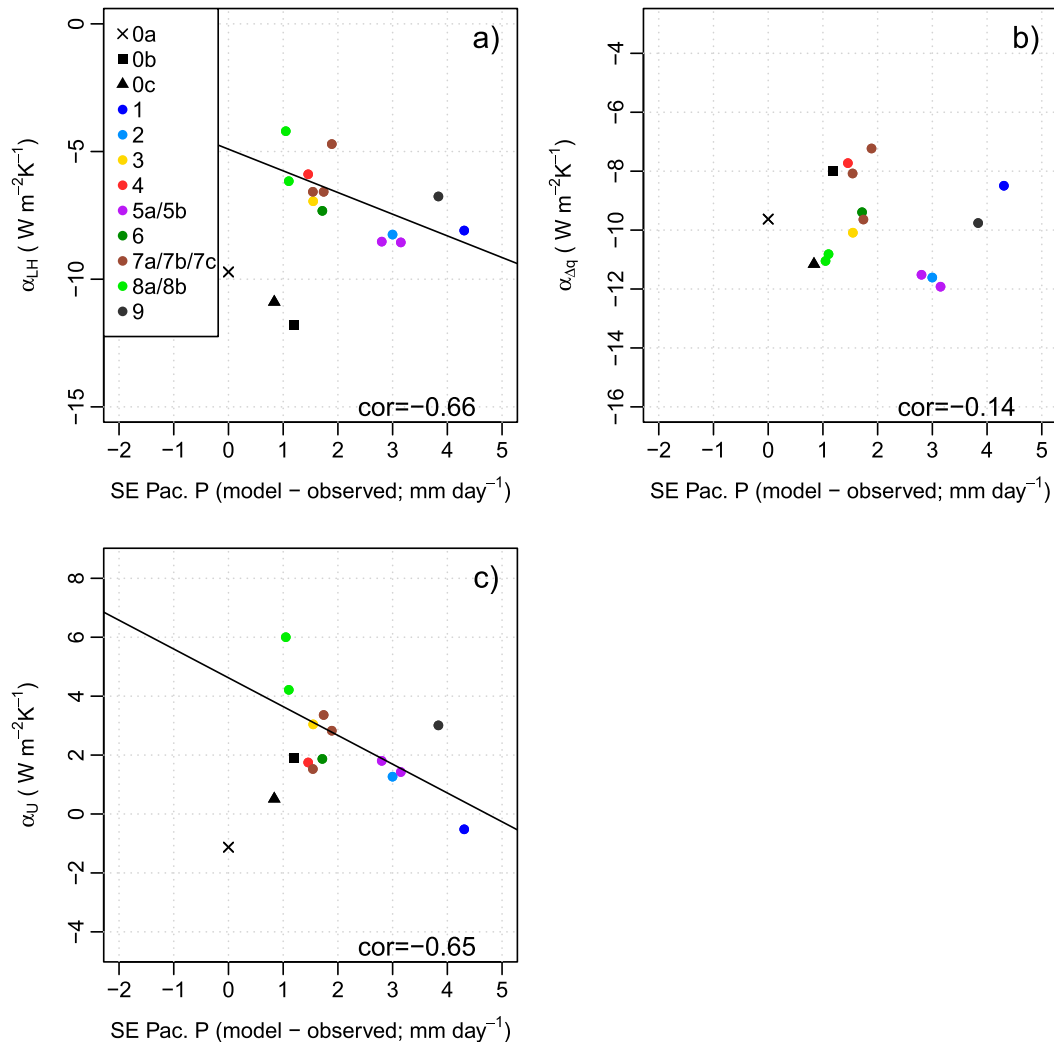 a)
0a
0b
0c
1
2
3
4
5a/5b
6
7a/7b/7c
8a/8b
9
0
−5
−10
−15
α_LH ( W m⁻²K⁻¹)
cor=−0.66
−2 −1 0 1 2 3 4 5
SE Pac. P (model − observed; mm day⁻¹)
b)
−4
−6
−8
−10
−12
−14
−16
α_Δq ( W m⁻²K⁻¹)
cor=−0.14
−2 −1 0 1 2 3 4 5
SE Pac. P (model − observed; mm day⁻¹)
c)
8
6
4
2
0
−2
−4
α_U ( W m⁻²K⁻¹)
cor=−0.65
−2 −1 0 1 2 3 4 5
SE Pac. P (model − observed; mm day⁻¹)